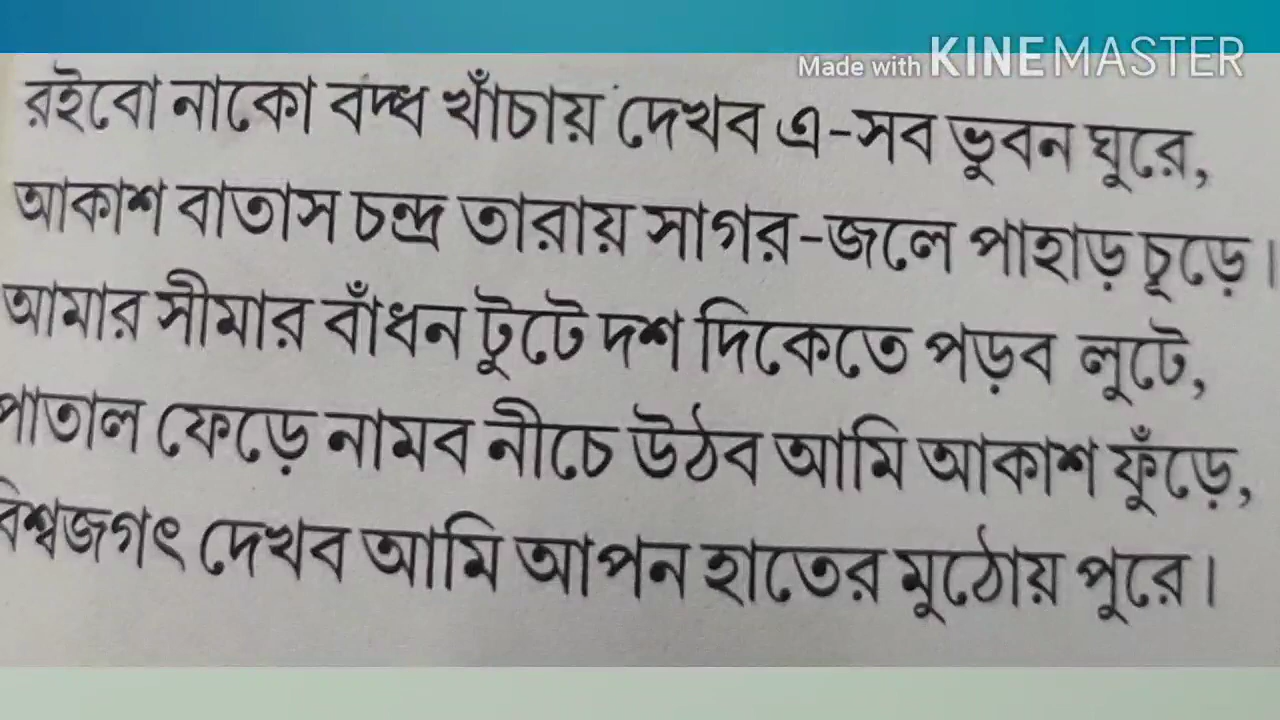 Made with KINEMASTER
রইবো নাকো বদ্ধ খাঁচায় দেখব এ-সব ভুবন ঘুরে,
আকাশ বাতাস চন্দ্র তারায় সাগর-জলে পাহাড় চূড়ে।
আমার সীমার বাঁধন টুটে দশ দিকেতে পড়ব লুটে,
পাতাল ফেড়ে নামব নীচে উঠব আমি আকাশ ফুঁড়ে,
বিশ্বজগৎ দেখব আমি আপন হাতের মুঠোয় পুরে।